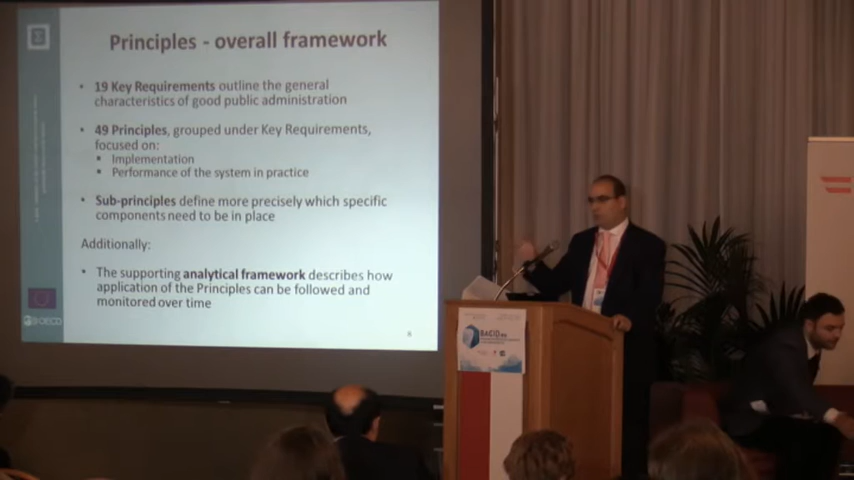 Principles - overall framework
• 19 Key Requirements outline the general
characteristics of good public administration
• 49 Principles, grouped under Key Requirements,
focused on:
▪ Implementation
▪ Performance of the system in practice
• Sub-principles define more precisely which specific
components need to be in place
Additionally:
• The supporting analytical framework describes how
application of the Principles can be followed and
monitored over time
OECD
BACID